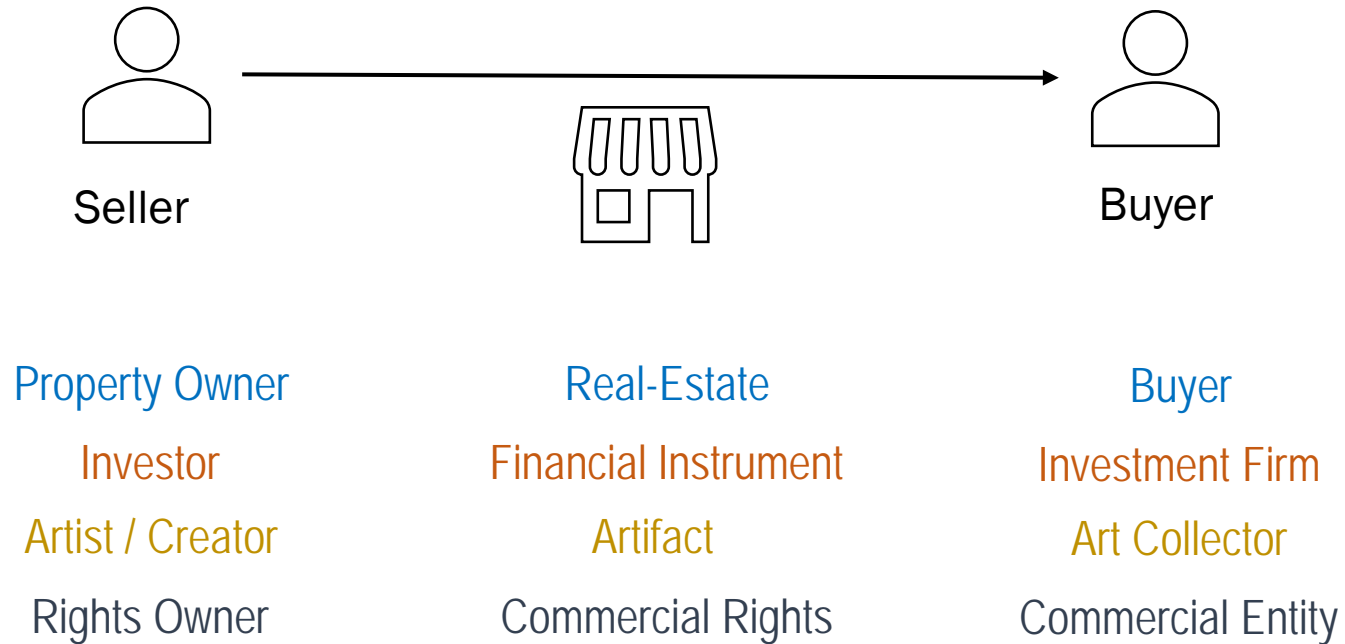 Seller
Buyer
Property Owner Real-Estate Buyer
Investor Financial Instrument Investment Firm
Artist / Creator Artifact Art Collector
Rights Owner Commercial Rights Commercial Entity